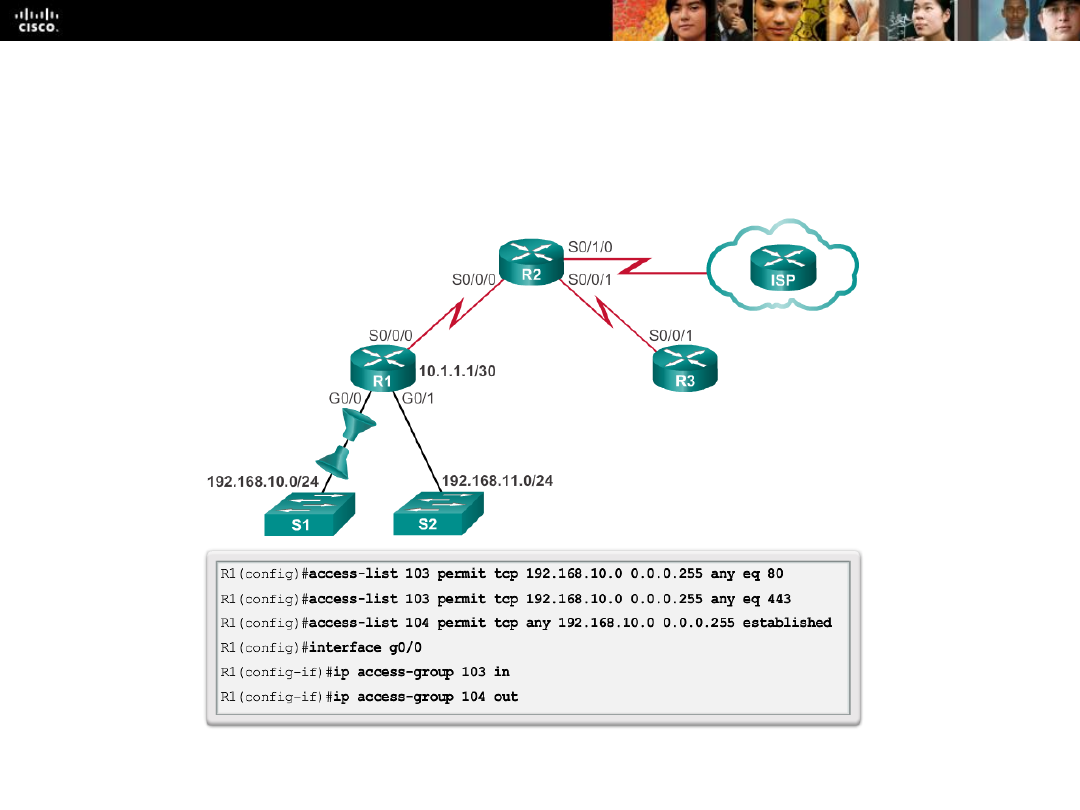 CISCO.
S0/1/0
R2
ISP
S0/0/0
S0/0/1
S0/0/0
S0/0/1
R1
10.1.1.1/30
R3
G0/0
G0/1
192.168.10.0/24
192.168.11.0/24
S1
S2
R1(config)#access-list 103 permit tcp 192.168.10.0 0.0.0.255 any eq 80
R1(config)#access-list 103 permit tcp 192.168.10.0 0.0.0.255 any eq 443
R1(config)#access-list 104 permit tcp any 192.168.10.0 0.0.0.255 established
R1(config)#interface g0/0
R1(config-if)#ip access-group 103 in
R1(config-if)#ip access-group 104 out